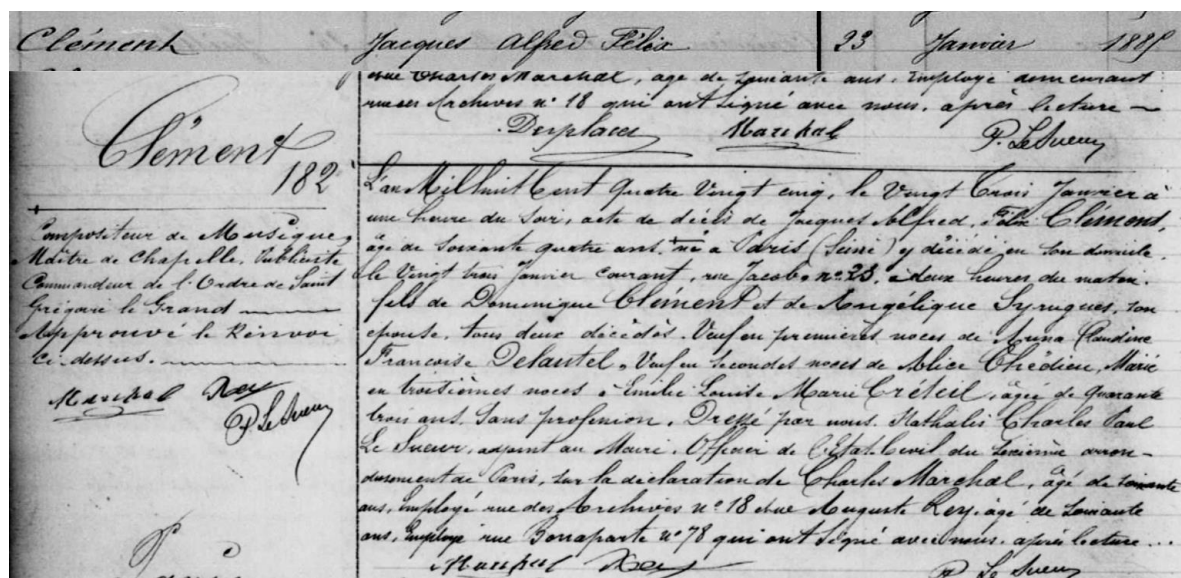 Clément Jacques Alfred Félix 23 Janvier 1885
Charles Marchal, âgé de soixante ans, Employé demeurant
rue des Archives n° 18 qui ont signé avec nous. après lecture —
Desplaces Marchal P. Le Sueur
Clément
182
Compositeur de Musique,
Maître de Chapelle, Publiciste
Commandeur de l'Ordre de Saint
Grégoire le Grand
Approuvé le Renvoi
ci-dessus.
Marchal Rey
P. Le Sueur
L'an Mil huit Cent Quatre Vingt cinq, le Vingt Trois Janvier à
une heure du Soir, acte de décès de Jacques Alfred, Félix Clément,
âgé de Soixante quatre ans, né à Paris (Seine) y décédé en son domicile
le Vingt trois Janvier courant, rue Jacob n° 23, à deux heures du matin.
fils de Dominique Clément et de Angélique Syrugues, son
épouse, tous deux décédés. Veuf en premières noces de Anna Claudine
Françoise Delautel, Veuf en Secondes noces de Alice Thédieu, Marié
en troisièmes noces à Emilie Louise Marie Créteil, âgée de quarante
trois ans, Sans profession. Dressé par nous. Nathalis Charles Paul
Le Sueur, adjoint au Maire, Officier de l'Etat Civil du Sixième arron-
dissement de Paris, sur la déclaration de Charles Marchal, âgé de soixante
ans, Employé rue des Archives n° 18 et de Auguste Rey, âgé de Soixante
ans, Employé rue Bonaparte n° 78 qui ont Signé avec nous. après lecture...
Marchal Rey P. Le Sueur